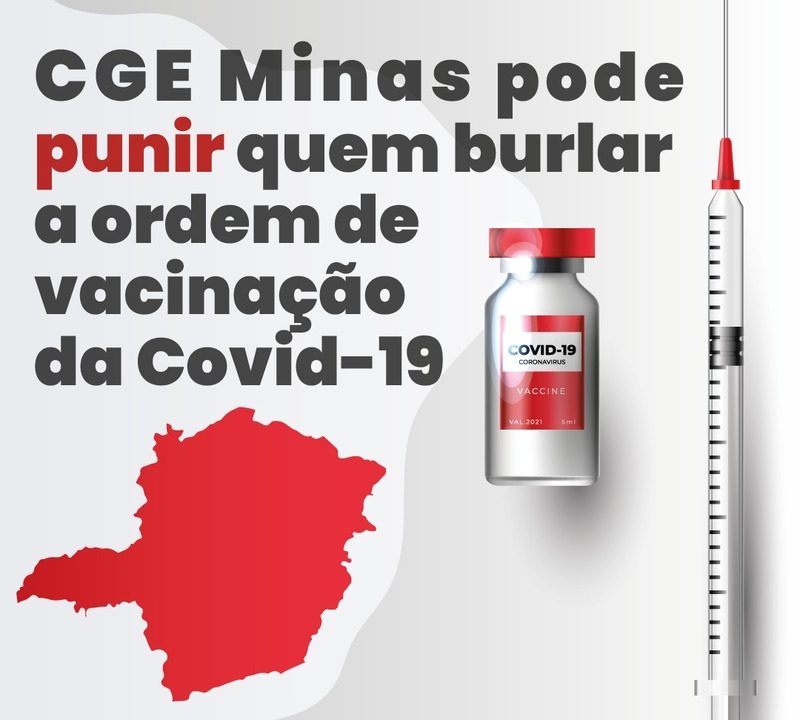 CGE Minas pode
punir quem burlar
a ordem de
vacinação
da Covid-19
COVID-19
CORONAVIRUS
VACCINE
VAL.2021 5ml